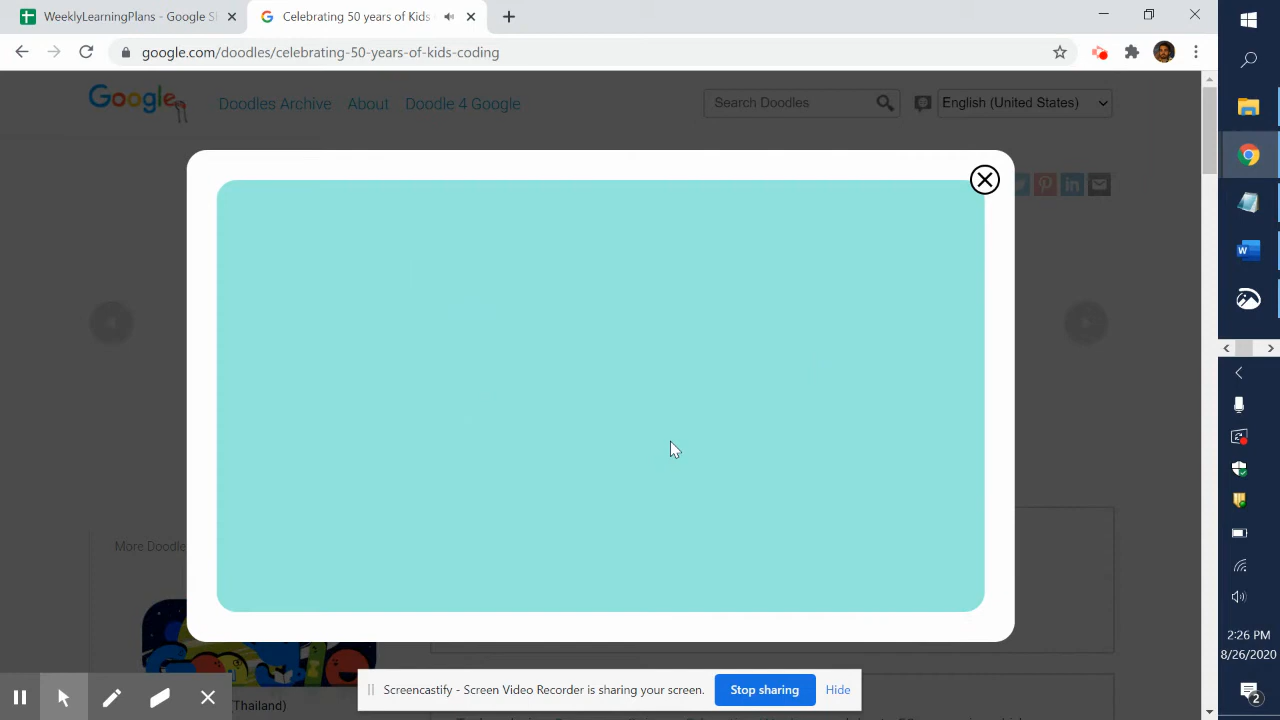 WeeklyLearningPlans - Google S
Celebrating 50 years of Kids
google.com/doodles/celebrating-50-years-of-kids-coding
Google
Doodles Archive
About
Doodle 4 Google
Search Doodles
English (United States)
More Doodle
(Thailand)
Screencastify - Screen Video Recorder is sharing your screen.
Stop sharing
Hide
2:26 PM
8/26/2020
2